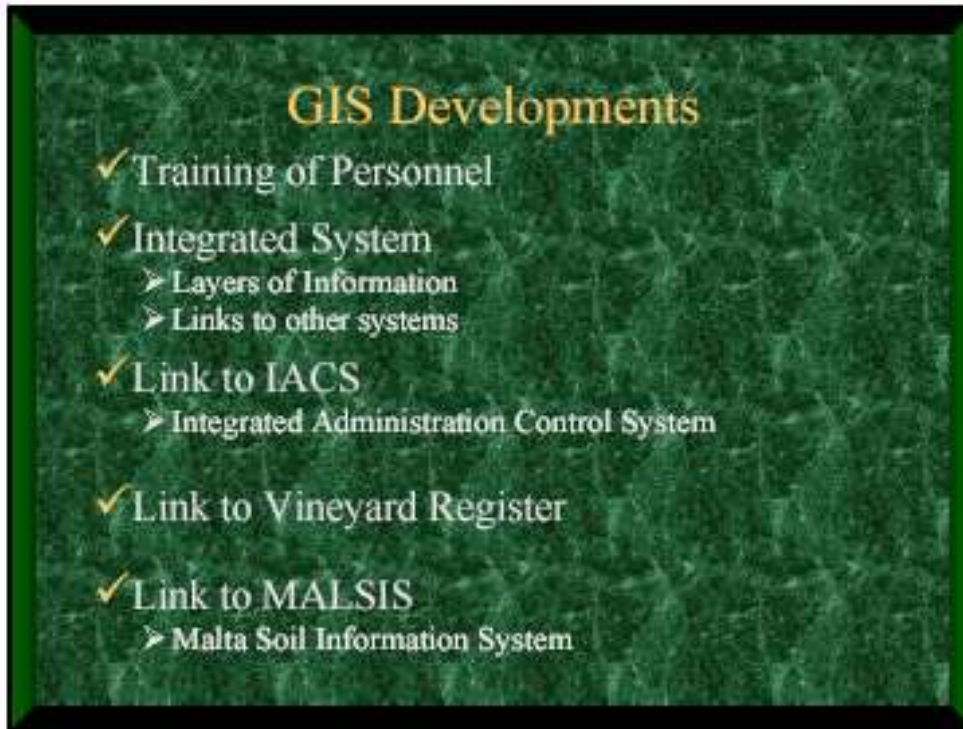 GIS Developments
✓Training of Personnel
✓Integrated System
➢Layers of Information
➢Links to other systems
✓Link to IACS
➢Integrated Administration Control System
✓Link to Vineyard Register
✓Link to MALSIS
➢Malta Soil Information System